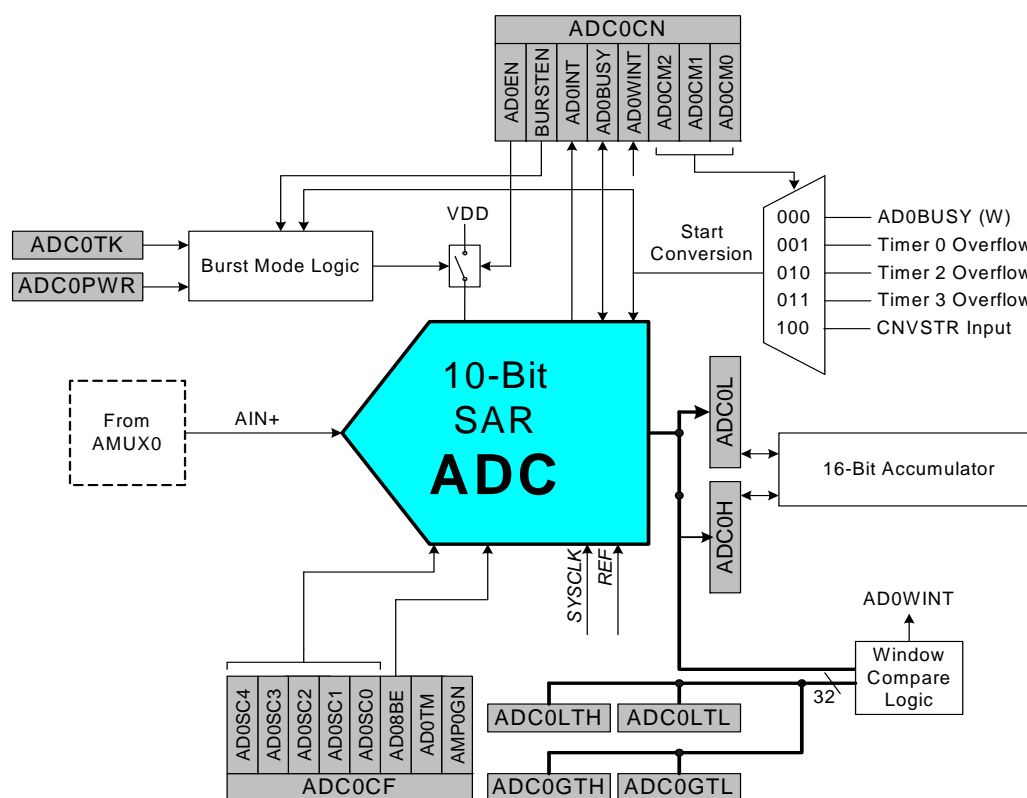 ADC0CN
AD0EN
BURSTEN
AD0INT
AD0BUSY
AD0WINT
AD0CM2
AD0CM1
AD0CM0
VDD
Start
Conversion
000
001
010
011
100
AD0BUSY (W)
Timer 0 Overflow
Timer 2 Overflow
Timer 3 Overflow
CNVSTR Input
ADC0TK
ADC0PWR
Burst Mode Logic
From
AMUX0
AIN+
10-Bit
SAR
ADC
ADC0L
ADC0H
16-Bit Accumulator
SYSCLK
REF
AD0WINT
Window
Compare
Logic
32
AD0SC4
AD0SC3
AD0SC2
AD0SC1
AD0SC0
AD08BE
AD0TM
AMP0GN
ADC0CF
ADC0LTH
ADC0LTL
ADC0GTH
ADC0GTL